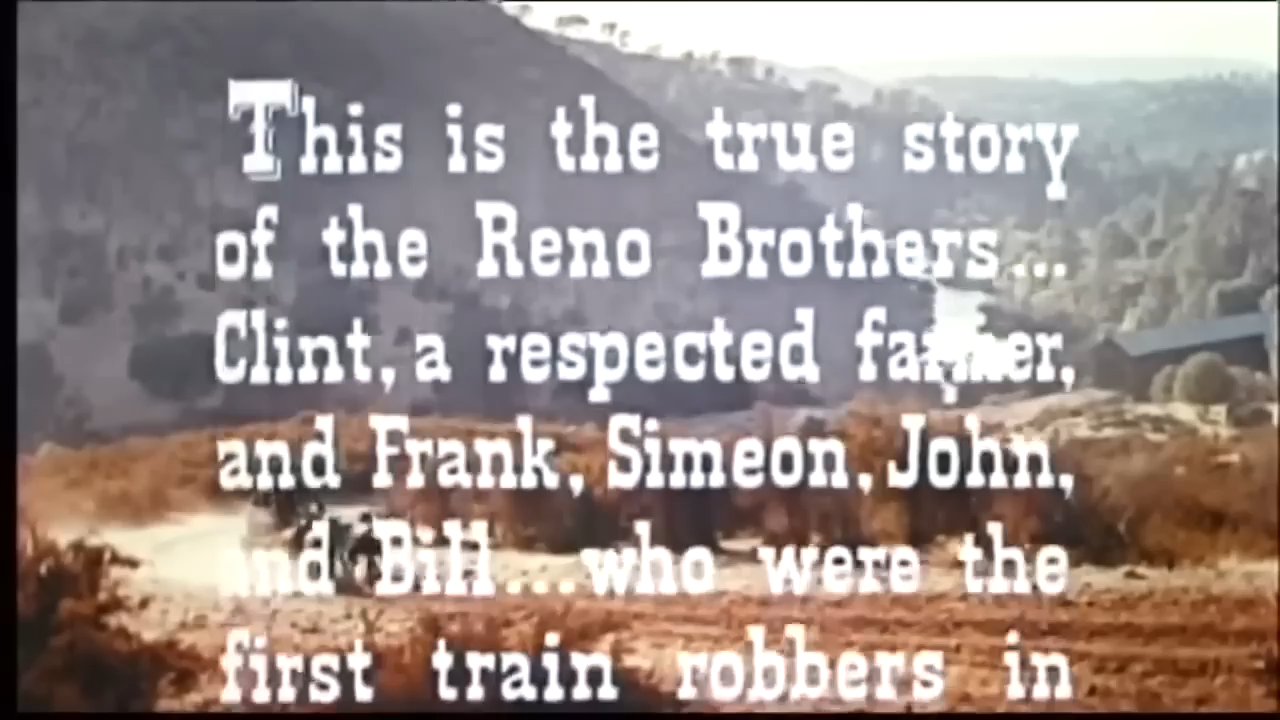 This is the true story
of the Reno Brothers...
Clint, a respected farmer,
and Frank, Simeon, John,
and Bill...who were the
first train robbers in